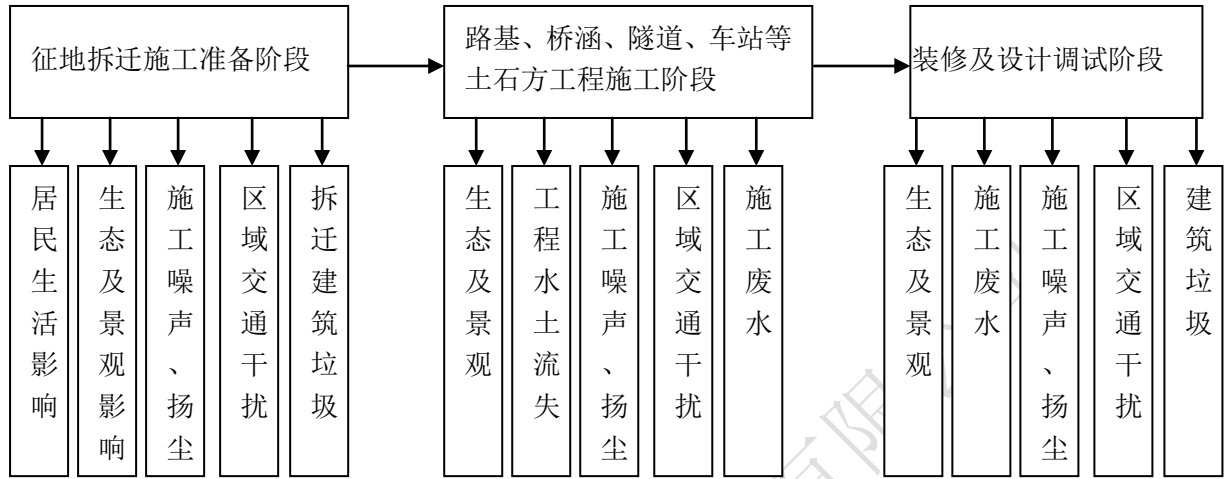 征地拆迁施工准备阶段
路基、桥涵、隧道、车站等
土石方工程施工阶段
装修及设计调试阶段
居民生活影响
生态及景观影响
施工噪声、扬尘
区域交通干扰
拆迁建筑垃圾
生态及景观
工程水土流失
施工噪声、扬尘
区域交通干扰
施工废水
生态及景观
施工废水
施工噪声、扬尘
区域交通干扰
建筑垃圾